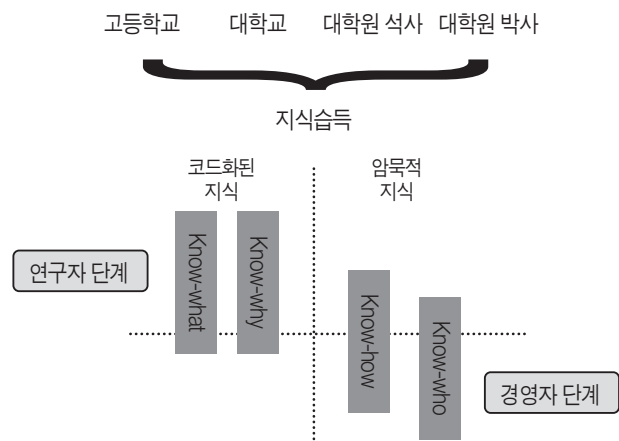 고등학교 대학교 대학원 석사 대학원 박사
지식습득
코드화된
지식
암묵적
지식
연구자 단계
Know-what
Know-why
Know-how
Know-who
경영자 단계